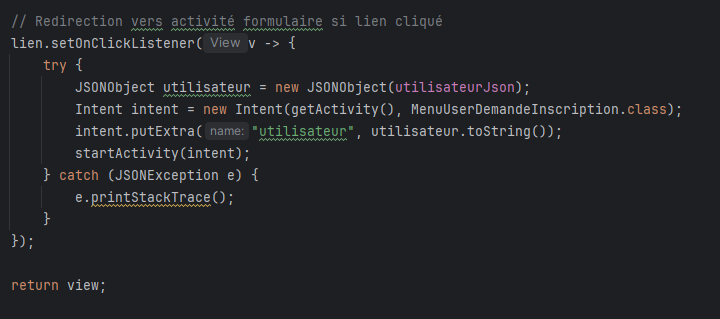 // Redirection vers activité formulaire si lien cliqué
lien.setOnClickListener( View v -> {
try {
JSONObject utilisateur = new JSONObject(utilisateurJson);
Intent intent = new Intent(getActivity(), MenuUserDemandeInscription.class);
intent.putExtra( name: "utilisateur", utilisateur.toString());
startActivity(intent);
} catch (JSONException e) {
e.printStackTrace();
}
});
return view;